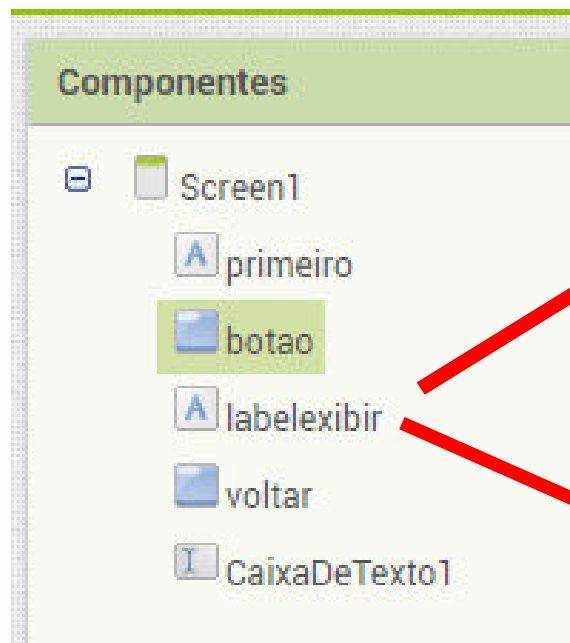 Componentes
Screen1
primeiro
botao
labelexibir
voltar
CaixaDeTexto1